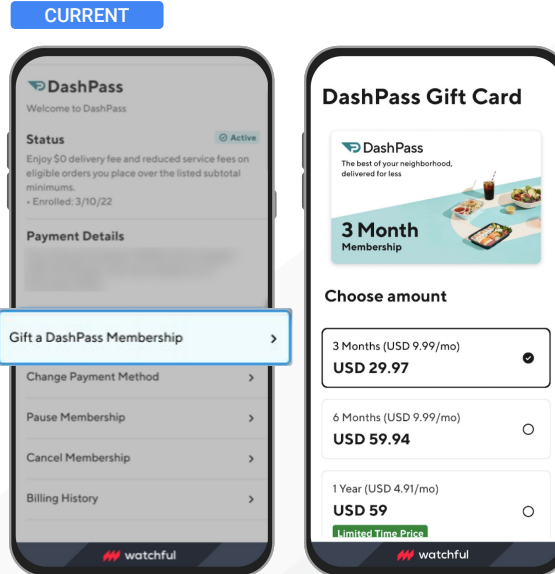 CURRENT
DashPass
Welcome to DashPass
Status
Active
Enjoy $0 delivery fee and reduced service fees on
eligible orders you place over the listed subtotal
minimums.
• Enrolled: 3/10/22
Payment Details
Gift a DashPass Membership
Change Payment Method
Pause Membership
Cancel Membership
Billing History
watchful
DashPass Gift Card
DashPass
The best of your neighborhood,
delivered for less
3 Month
Membership
Choose amount
3 Months (USD 9.99/mo)
USD 29.97
6 Months (USD 9.99/mo)
USD 59.94
1 Year (USD 4.91/mo)
USD 59
Limited Time Price
watchful